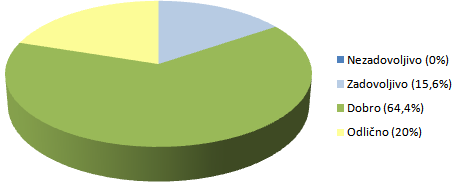 Nezadovoljivo (0%)
Zadovoljivo (15,6%)
Dobro (64,4%)
Odlično (20%)